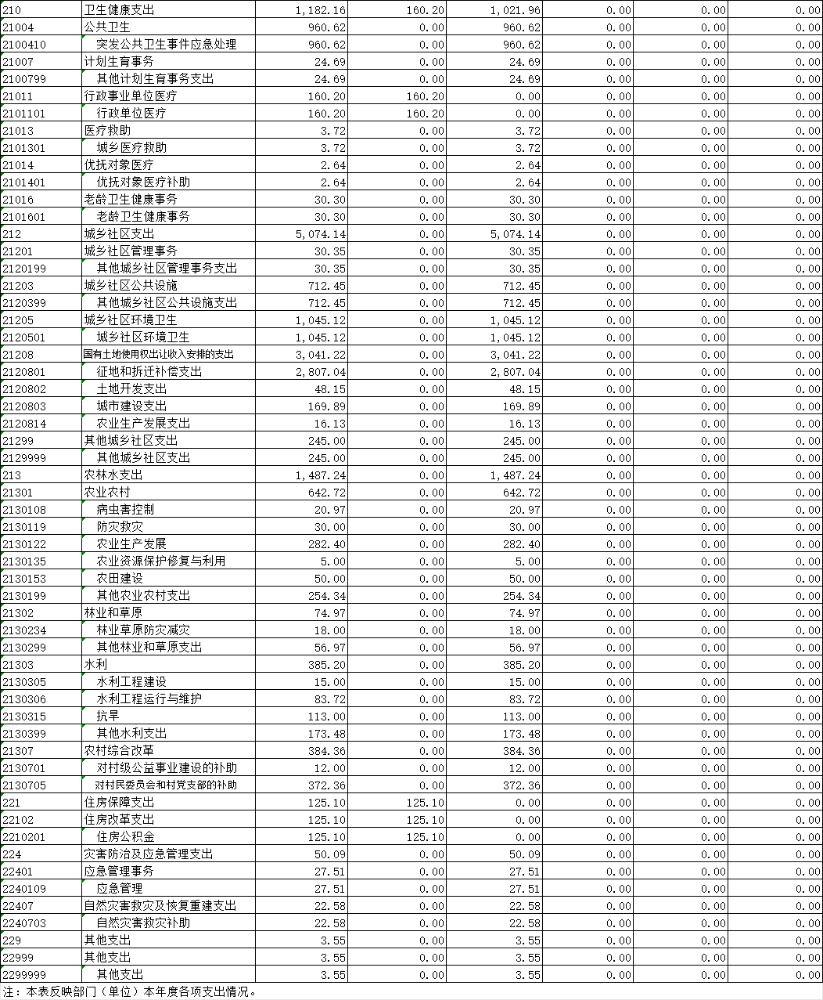 210 卫生健康支出 1,182.16 160.20 1,021.96 0.00 0.00 0.00
21004 公共卫生 960.62 0.00 960.62 0.00 0.00 0.00
2100410 突发公共卫生事件应急处理 960.62 0.00 960.62 0.00 0.00 0.00
21007 计划生育事务 24.69 0.00 24.69 0.00 0.00 0.00
2100799 其他计划生育事务支出 24.69 0.00 24.69 0.00 0.00 0.00
21011 行政事业单位医疗 160.20 160.20 0.00 0.00 0.00 0.00
2101101 行政单位医疗 160.20 160.20 0.00 0.00 0.00 0.00
21013 医疗救助 3.72 0.00 3.72 0.00 0.00 0.00
2101301 城乡医疗救助 3.72 0.00 3.72 0.00 0.00 0.00
21014 优抚对象医疗 2.64 0.00 2.64 0.00 0.00 0.00
2101401 优抚对象医疗补助 2.64 0.00 2.64 0.00 0.00 0.00
21016 老龄卫生健康事务 30.30 0.00 30.30 0.00 0.00 0.00
2101601 老龄卫生健康事务 30.30 0.00 30.30 0.00 0.00 0.00
212 城乡社区支出 5,074.14 0.00 5,074.14 0.00 0.00 0.00
21201 城乡社区管理事务 30.35 0.00 30.35 0.00 0.00 0.00
2120199 其他城乡社区管理事务支出 30.35 0.00 30.35 0.00 0.00 0.00
21203 城乡社区公共设施 712.45 0.00 712.45 0.00 0.00 0.00
2120399 其他城乡社区公共设施支出 712.45 0.00 712.45 0.00 0.00 0.00
21205 城乡社区环境卫生 1,045.12 0.00 1,045.12 0.00 0.00 0.00
2120501 城乡社区环境卫生 1,045.12 0.00 1,045.12 0.00 0.00 0.00
21208 国有土地使用权出让收入安排的支出 3,041.22 0.00 3,041.22 0.00 0.00 0.00
2120801 征地和拆迁补偿支出 2,807.04 0.00 2,807.04 0.00 0.00 0.00
2120802 土地开发支出 48.15 0.00 48.15 0.00 0.00 0.00
2120803 城市建设支出 169.89 0.00 169.89 0.00 0.00 0.00
2120814 农业生产发展支出 16.13 0.00 16.13 0.00 0.00 0.00
21299 其他城乡社区支出 245.00 0.00 245.00 0.00 0.00 0.00
2129999 其他城乡社区支出 245.00 0.00 245.00 0.00 0.00 0.00
213 农林水支出 1,487.24 0.00 1,487.24 0.00 0.00 0.00
21301 农业农村 642.72 0.00 642.72 0.00 0.00 0.00
2130108 病虫害控制 20.97 0.00 20.97 0.00 0.00 0.00
2130119 防灾救灾 30.00 0.00 30.00 0.00 0.00 0.00
2130122 农业生产发展 282.40 0.00 282.40 0.00 0.00 0.00
2130135 农业资源保护修复与利用 5.00 0.00 5.00 0.00 0.00 0.00
2130153 农田建设 50.00 0.00 50.00 0.00 0.00 0.00
2130199 其他农业农村支出 254.34 0.00 254.34 0.00 0.00 0.00
21302 林业和草原 74.97 0.00 74.97 0.00 0.00 0.00
2130234 林业草原防灾减灾 18.00 0.00 18.00 0.00 0.00 0.00
2130299 其他林业和草原支出 56.97 0.00 56.97 0.00 0.00 0.00
21303 水利 385.20 0.00 385.20 0.00 0.00 0.00
2130305 水利工程建设 15.00 0.00 15.00 0.00 0.00 0.00
2130306 水利工程运行与维护 83.72 0.00 83.72 0.00 0.00 0.00
2130315 抗旱 113.00 0.00 113.00 0.00 0.00 0.00
2130399 其他水利支出 173.48 0.00 173.48 0.00 0.00 0.00
21307 农村综合改革 384.36 0.00 384.36 0.00 0.00 0.00
2130701 对村级公益事业建设的补助 12.00 0.00 12.00 0.00 0.00 0.00
2130705 对村民委员会和村党支部的补助 372.36 0.00 372.36 0.00 0.00 0.00
221 住房保障支出 125.10 125.10 0.00 0.00 0.00 0.00
22102 住房改革支出 125.10 125.10 0.00 0.00 0.00 0.00
2210201 住房公积金 125.10 125.10 0.00 0.00 0.00 0.00
224 灾害防治及应急管理支出 50.09 0.00 50.09 0.00 0.00 0.00
22401 应急管理事务 27.51 0.00 27.51 0.00 0.00 0.00
2240109 应急管理 27.51 0.00 27.51 0.00 0.00 0.00
22407 自然灾害救灾及恢复重建支出 22.58 0.00 22.58 0.00 0.00 0.00
2240703 自然灾害救灾补助 22.58 0.00 22.58 0.00 0.00 0.00
229 其他支出 3.55 0.00 3.55 0.00 0.00 0.00
22999 其他支出 3.55 0.00 3.55 0.00 0.00 0.00
2299999 其他支出 3.55 0.00 3.55 0.00 0.00 0.00
注：本表反映部门（单位）本年度各项支出情况。